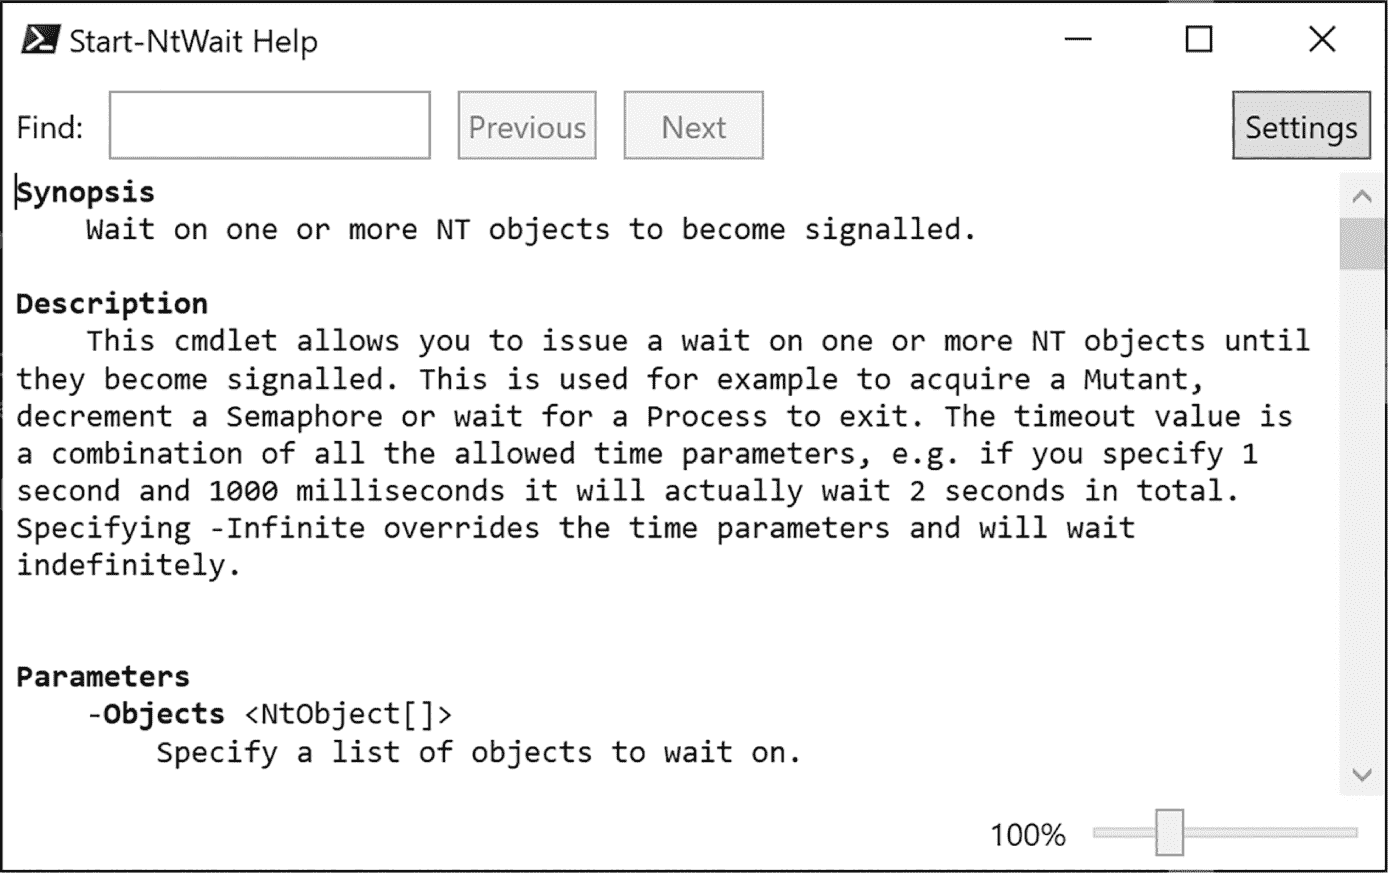 Start-NtWait Help
Find:
Previous
Next
Settings
Synopsis
Wait on one or more NT objects to become signalled.
Description
This cmdlet allows you to issue a wait on one or more NT objects until
they become signalled. This is used for example to acquire a Mutant,
decrement a Semaphore or wait for a Process to exit. The timeout value is
a combination of all the allowed time parameters, e.g. if you specify 1
second and 1000 milliseconds it will actually wait 2 seconds in total.
Specifying -Infinite overrides the time parameters and will wait
indefinitely.
Parameters
-Objects <NtObject[]>
Specify a list of objects to wait on.
100%